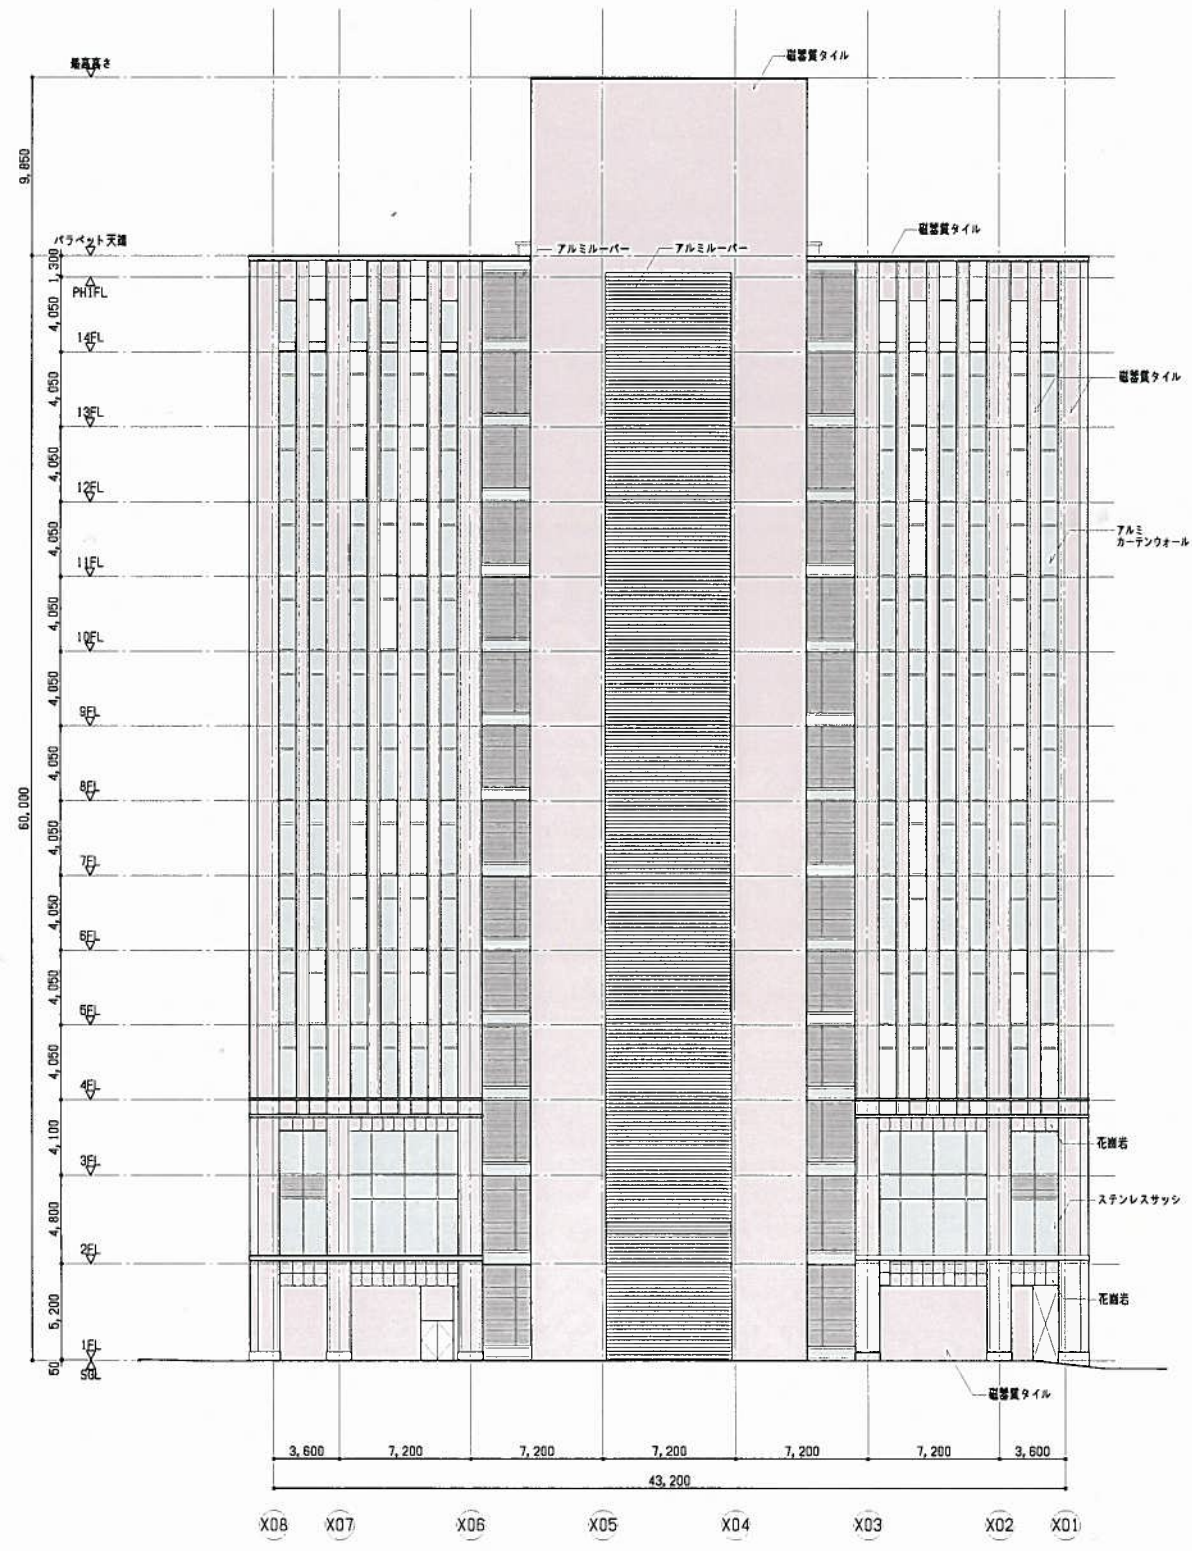 最高高さ
磁器質タイル
9,850
パラペット天端
アルミルーバー
アルミルーバー
磁器質タイル
1,300
PH1FL
4,050
14FL
4,050
磁器質タイル
13FL
4,050
12FL
4,050
アルミ
カーテンウォール
11FL
4,050
10FL
4,050
9FL
4,050
60,000
8FL
4,050
7FL
4,050
6FL
4,050
5FL
4,050
4FL
4,100
花崗岩
3FL
4,800
ステンレスサッシ
2FL
5,200
花崗岩
1FL
50
SGL
磁器質タイル
3,600 7,200 7,200 7,200 7,200 7,200 3,600
43,200
X08 X07 X06 X05 X04 X03 X02 X01